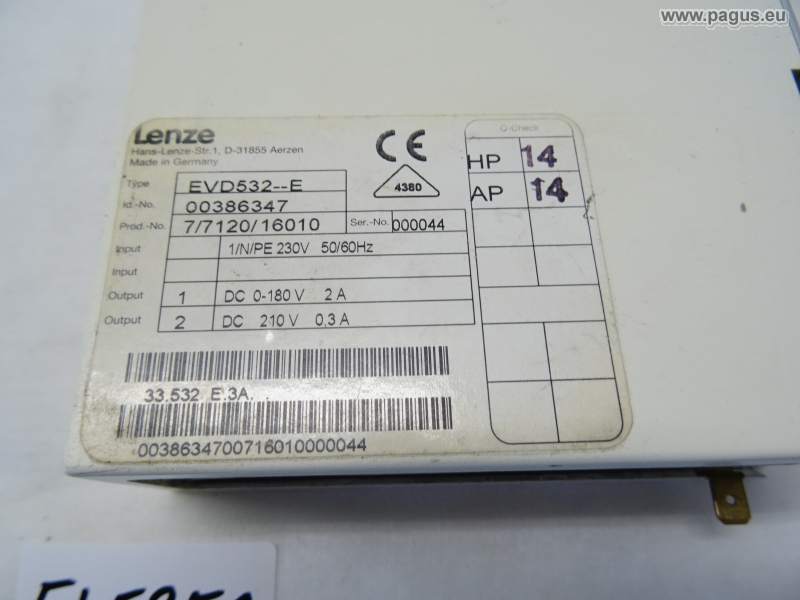 www.pagus.eu
Lenze
Hans-Lenze-Str.1, D-31855 Aerzen
Made in Germany
CE
4380
Q-Check
HP 14
AP 14
Type EVD532--E
Id.-No. 00386347
Prod.-No. 7/7120/16010 Ser.-No. 000044
Input 1/N/PE 230V 50/60Hz
Input
Output 1 DC 0-180 V 2 A
Output 2 DC 210 V 0,3 A
33.532 E.3A.
0038634700716010000044